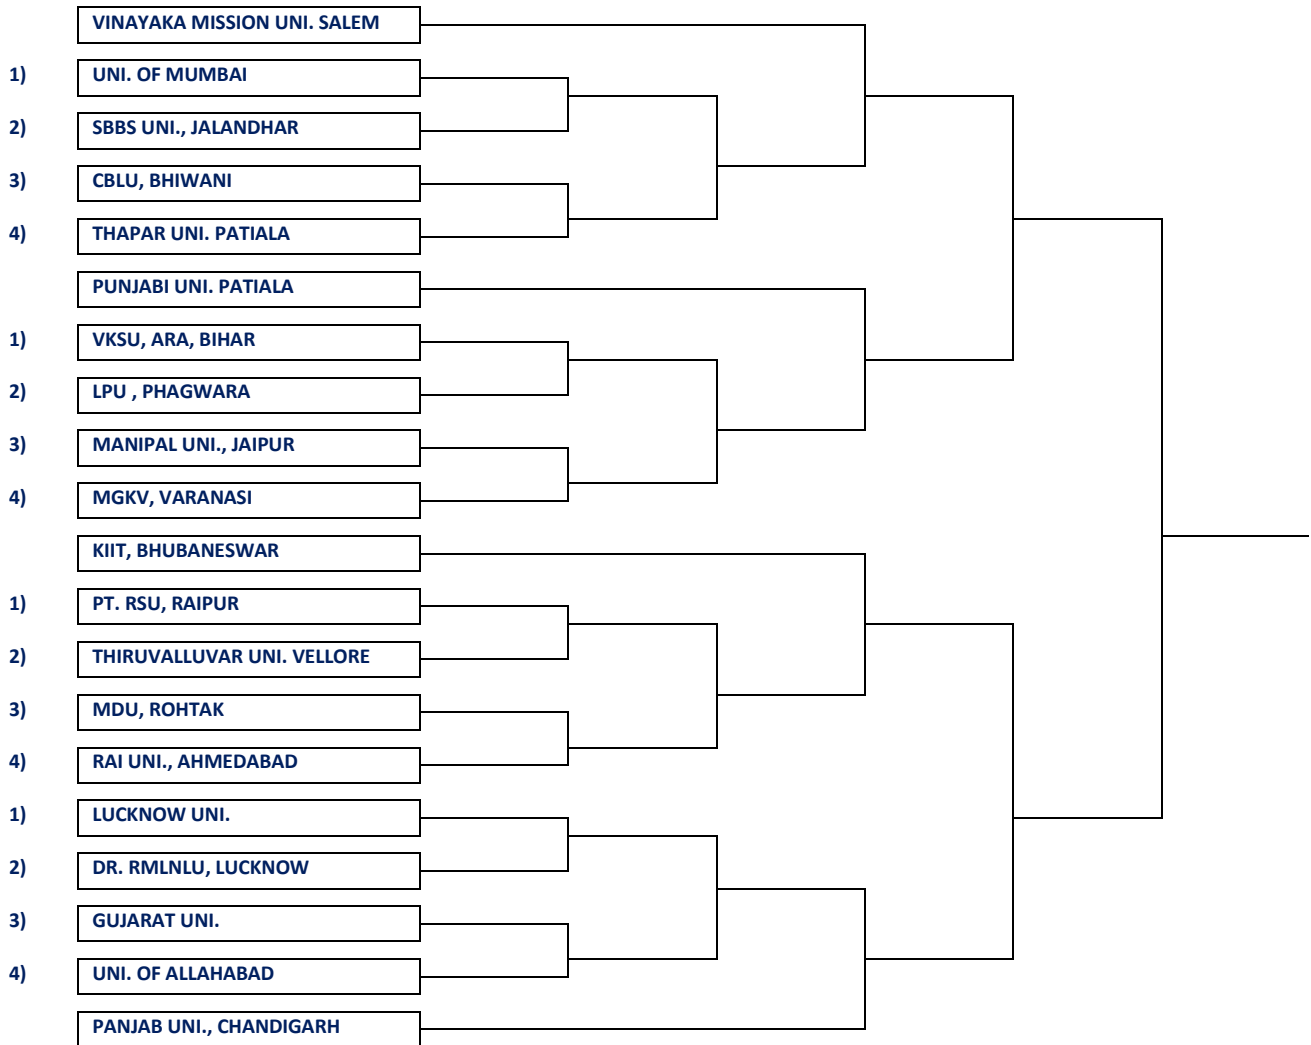 VINAYAKA MISSION UNI. SALEM
1) UNI. OF MUMBAI
2) SBBS UNI., JALANDHAR
3) CBLU, BHIWANI
4) THAPAR UNI. PATIALA
PUNJABI UNI. PATIALA
1) VKSU, ARA, BIHAR
2) LPU , PHAGWARA
3) MANIPAL UNI., JAIPUR
4) MGKV, VARANASI
KIIT, BHUBANESWAR
1) PT. RSU, RAIPUR
2) THIRUVALLUVAR UNI. VELLORE
3) MDU, ROHTAK
4) RAI UNI., AHMEDABAD
1) LUCKNOW UNI.
2) DR. RMLNLU, LUCKNOW
3) GUJARAT UNI.
4) UNI. OF ALLAHABAD
PANJAB UNI., CHANDIGARH